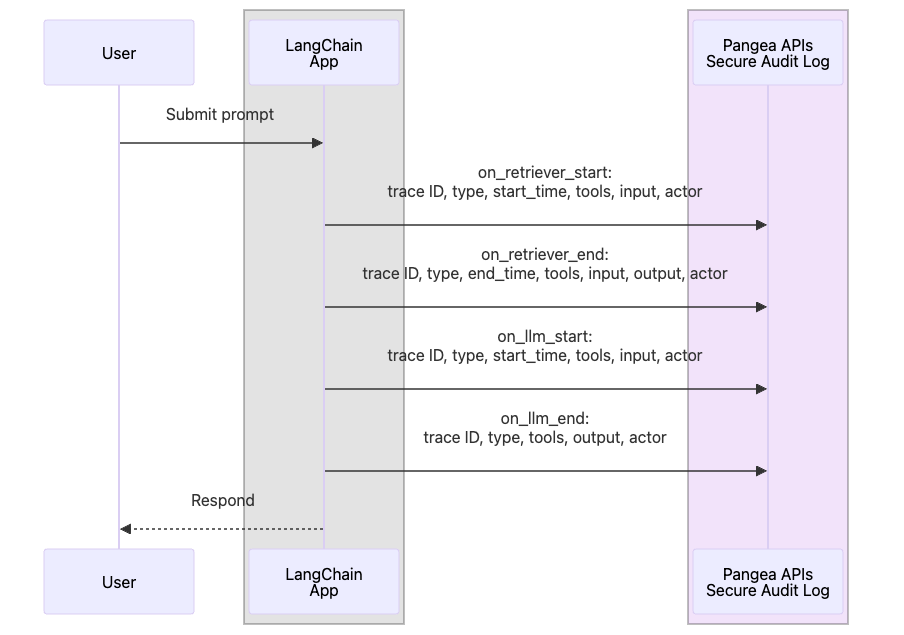 User
LangChain
App
Pangea APIs
Secure Audit Log
Submit prompt
on_retriever_start:
trace ID, type, start_time, tools, input, actor
on_retriever_end:
trace ID, type, end_time, tools, input, output, actor
on_llm_start:
trace ID, type, start_time, tools, input, actor
on_llm_end:
trace ID, type, tools, output, actor
Respond
User
LangChain
App
Pangea APIs
Secure Audit Log